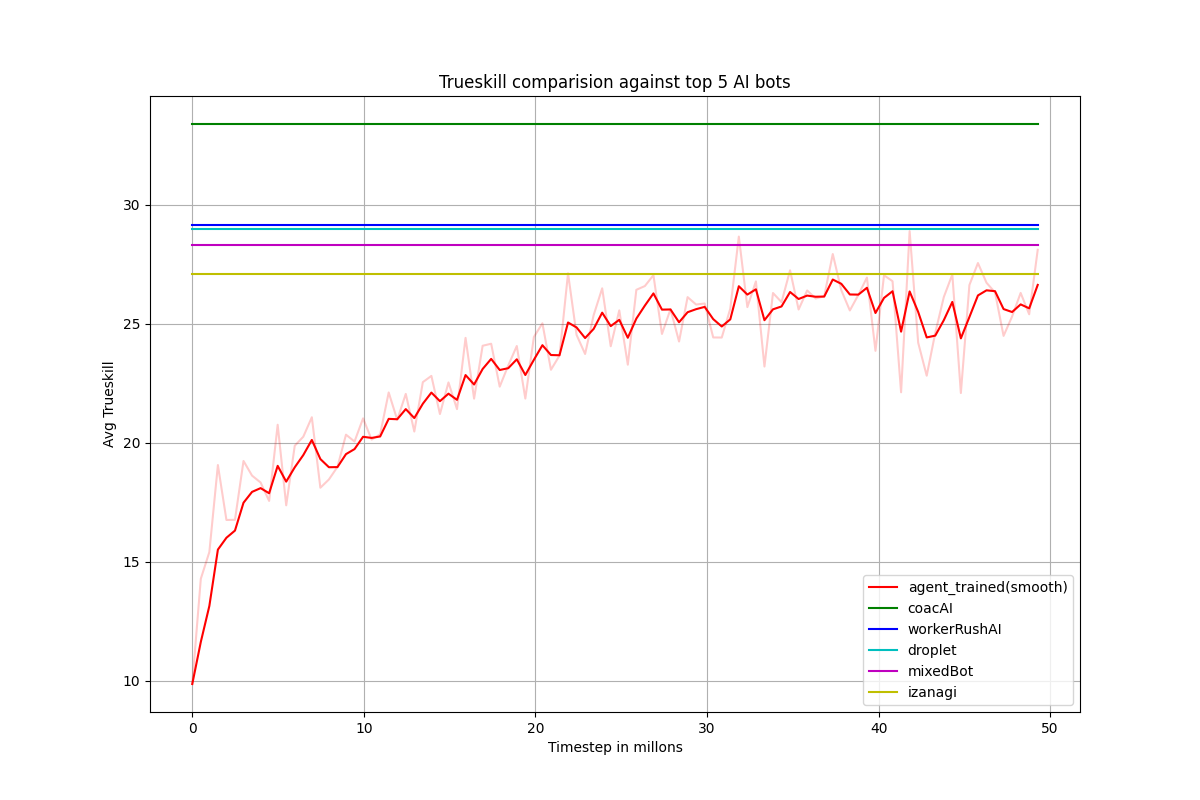 Trueskill comparision against top 5 AI bots
Avg Trueskill
30
25
20
15
10
0 10 20 30 40 50
Timestep in millons
agent_trained(smooth)
coacAI
workerRushAI
droplet
mixedBot
izanagi